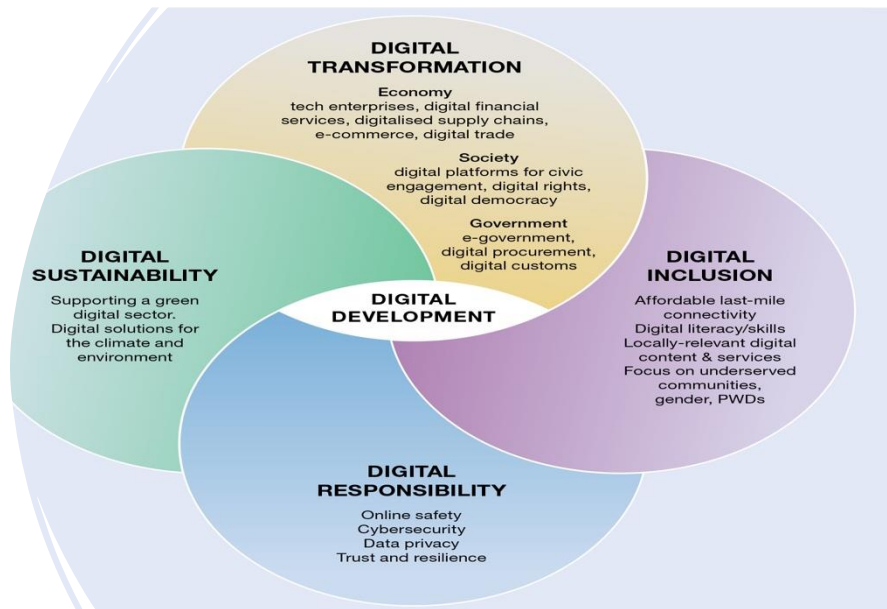 DIGITAL
TRANSFORMATION
Economy
tech enterprises, digital financial
services, digitalised supply chains,
e-commerce, digital trade
Society
digital platforms for civic
engagement, digital rights,
digital democracy
Government
e-government,
digital procurement,
digital customs
DIGITAL
SUSTAINABILITY
Supporting a green
digital sector.
Digital solutions for
the climate and
environment
DIGITAL
DEVELOPMENT
DIGITAL
INCLUSION
Affordable last-mile
connectivity
Digital literacy/skills
Locally-relevant digital
content & services
Focus on underserved
communities,
gender, PWDs
DIGITAL
RESPONSIBILITY
Online safety
Cybersecurity
Data privacy
Trust and resilience